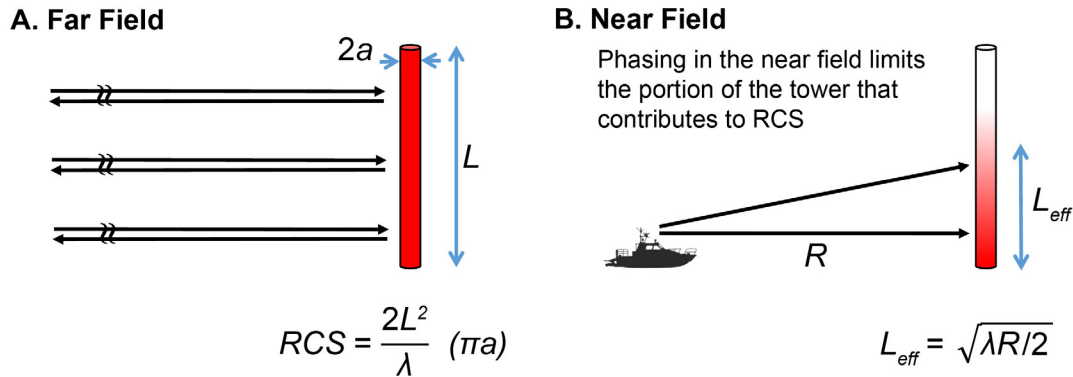 A. Far Field
2a
L
RCS = 2L² / λ (πa)
B. Near Field
Phasing in the near field limits
the portion of the tower that
contributes to RCS
L_eff
R
L_eff = √λR/2